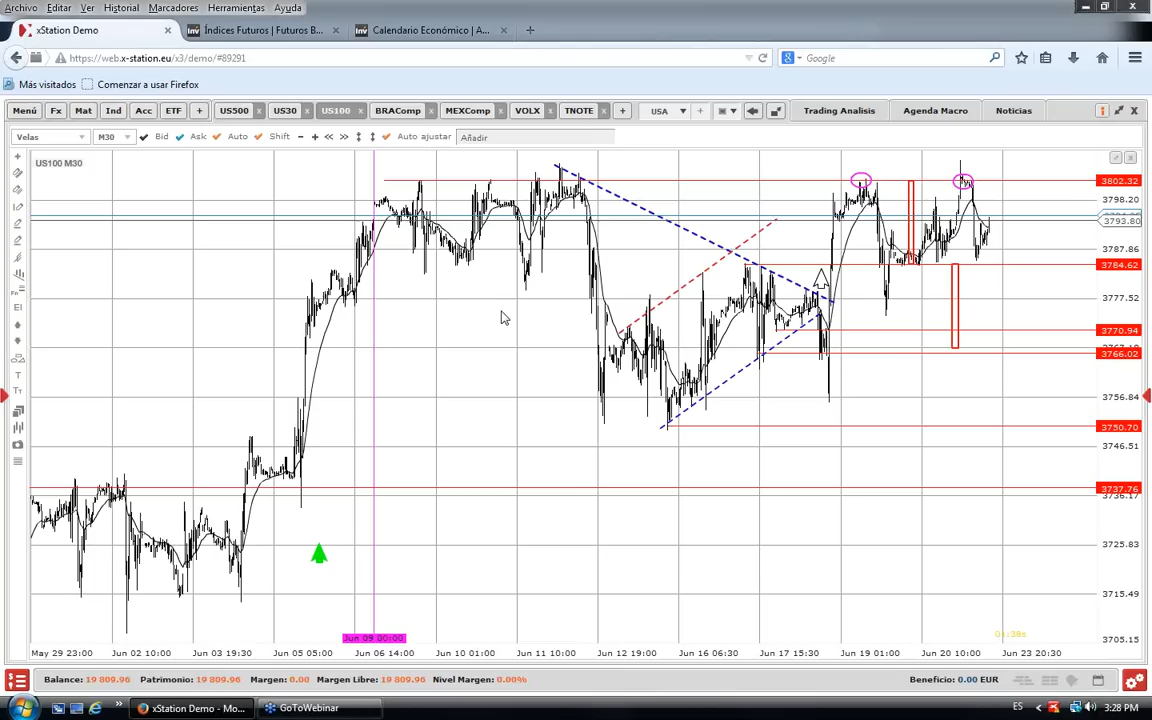 Archivo Editar Ver Historial Marcadores Herramientas Ayuda
xStation Demo × Índices Futuros | Futuros B... × Calendario Económico | A... × +
https://web.x-station.eu/x3/demo/#89291 Google
Más visitados Comenzar a usar Firefox
Menú Fx Mat Ind Acc ETF + US500 x US30 x US100 x BRAComp x MEXComp x VOLX x TNOTE x + USA Trading Analisis Agenda Macro Noticias
Velas M30 Bid Ask Auto Shift Auto ajustar Añadir
US100 M30
3802.32
3798.20
3793.80
3787.86
3784.62
3777.52
3770.94
3766.02
3756.84
3750.70
3746.51
3737.76
3735.17
3725.83
3715.49
3705.15
Jun 09 00:00
May 29 23:00 Jun 02 10:00 Jun 03 19:30 Jun 05 05:00 Jun 06 14:00 Jun 10 01:00 Jun 11 10:00 Jun 12 19:00 Jun 16 06:30 Jun 17 15:30 Jun 19 01:00 Jun 20 10:00 Jun 23 20:30
Balance: 19 809.96 Patrimonio: 19 809.96 Margen: 0.00 Margen Libre: 19 809.96 Nivel Margen: 0.00% Beneficio: 0.00 EUR
xStation Demo - Mo... GoToWebinar ES 3:28 PM